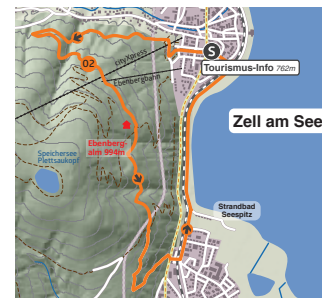 S
Tourismus-Info 762m
cityXpress
02
Ebenbergbahn
Zell am See
Ebenberg-
alm 994m
Speichersee
Plettsaukopf
Strandbad
Seespitz